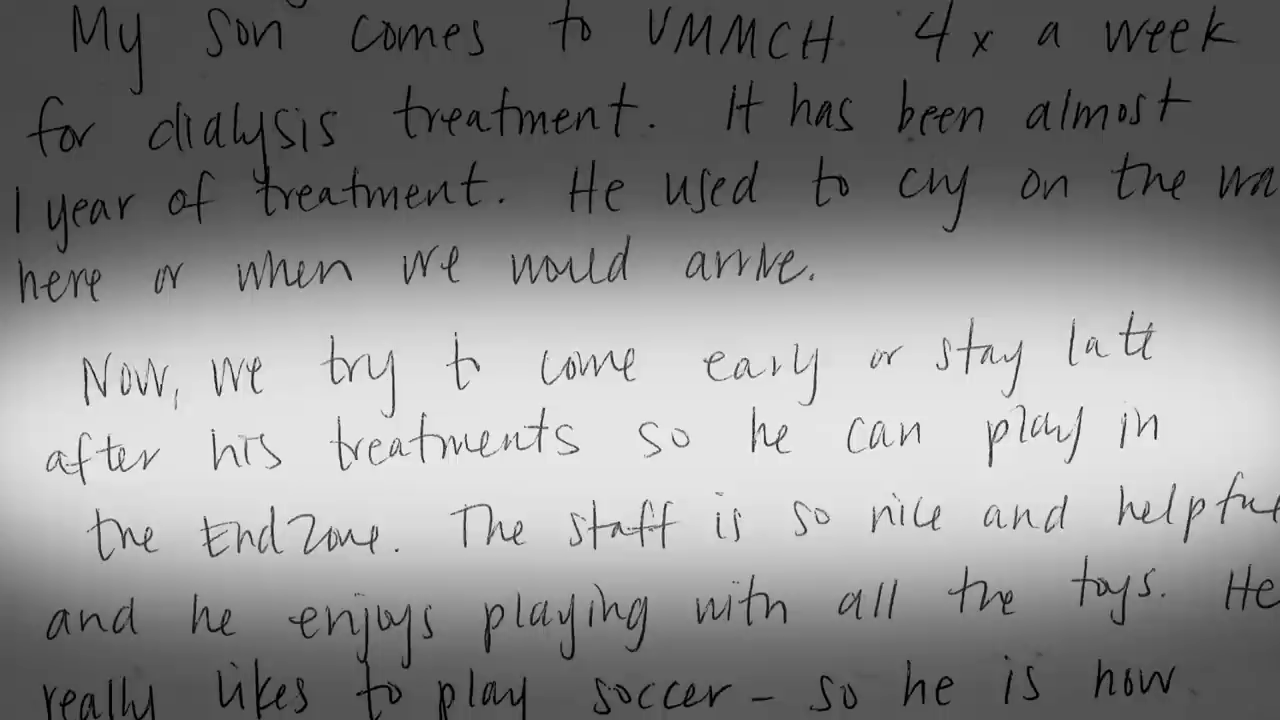 My son comes to UMMCH 4x a week
for dialysis treatment. It has been almost
1 year of treatment. He used to cry on the wa
here or when we would arrive.
Now, we try to come early or stay late
after his treatments so he can play in
the EndZone. The staff is so nice and helpfu
and he enjoys playing with all the toys. He
really likes to play soccer - so he is now